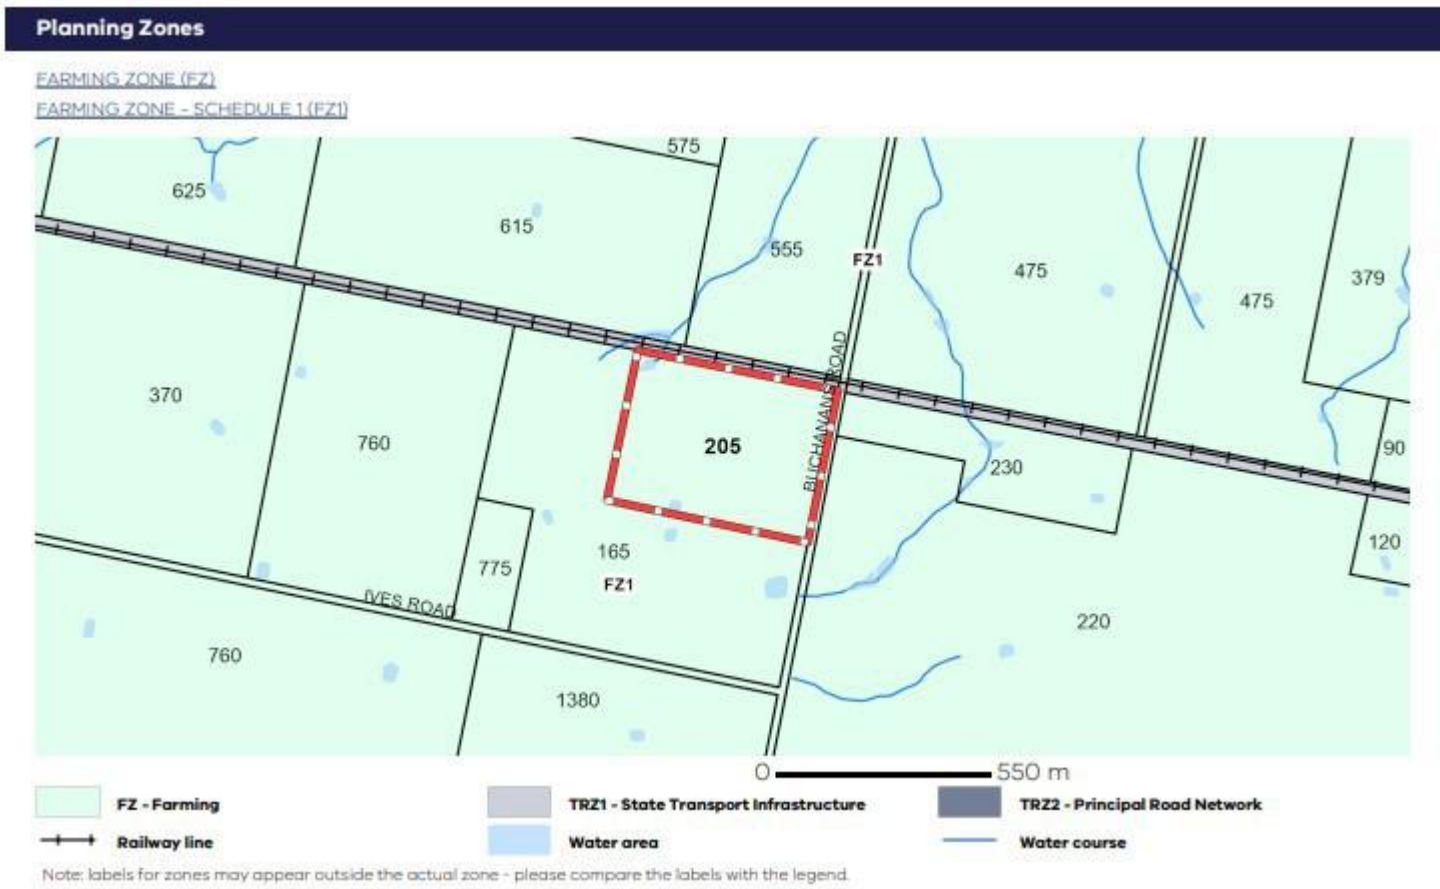 Planning Zones
FARMING ZONE (FZ)
FARMING ZONE - SCHEDULE 1 (FZ1)
575
625
615
555
FZ1
475
475
379
370
760
205
BUCHANANS ROAD
230
90
165
FZ1
775
120
IVES ROAD
760
220
1380
0 550 m
FZ - Farming
TRZ1 - State Transport Infrastructure
TRZ2 - Principal Road Network
Railway line
Water area
Water course
Note: labels for zones may appear outside the actual zone - please compare the labels with the legend.